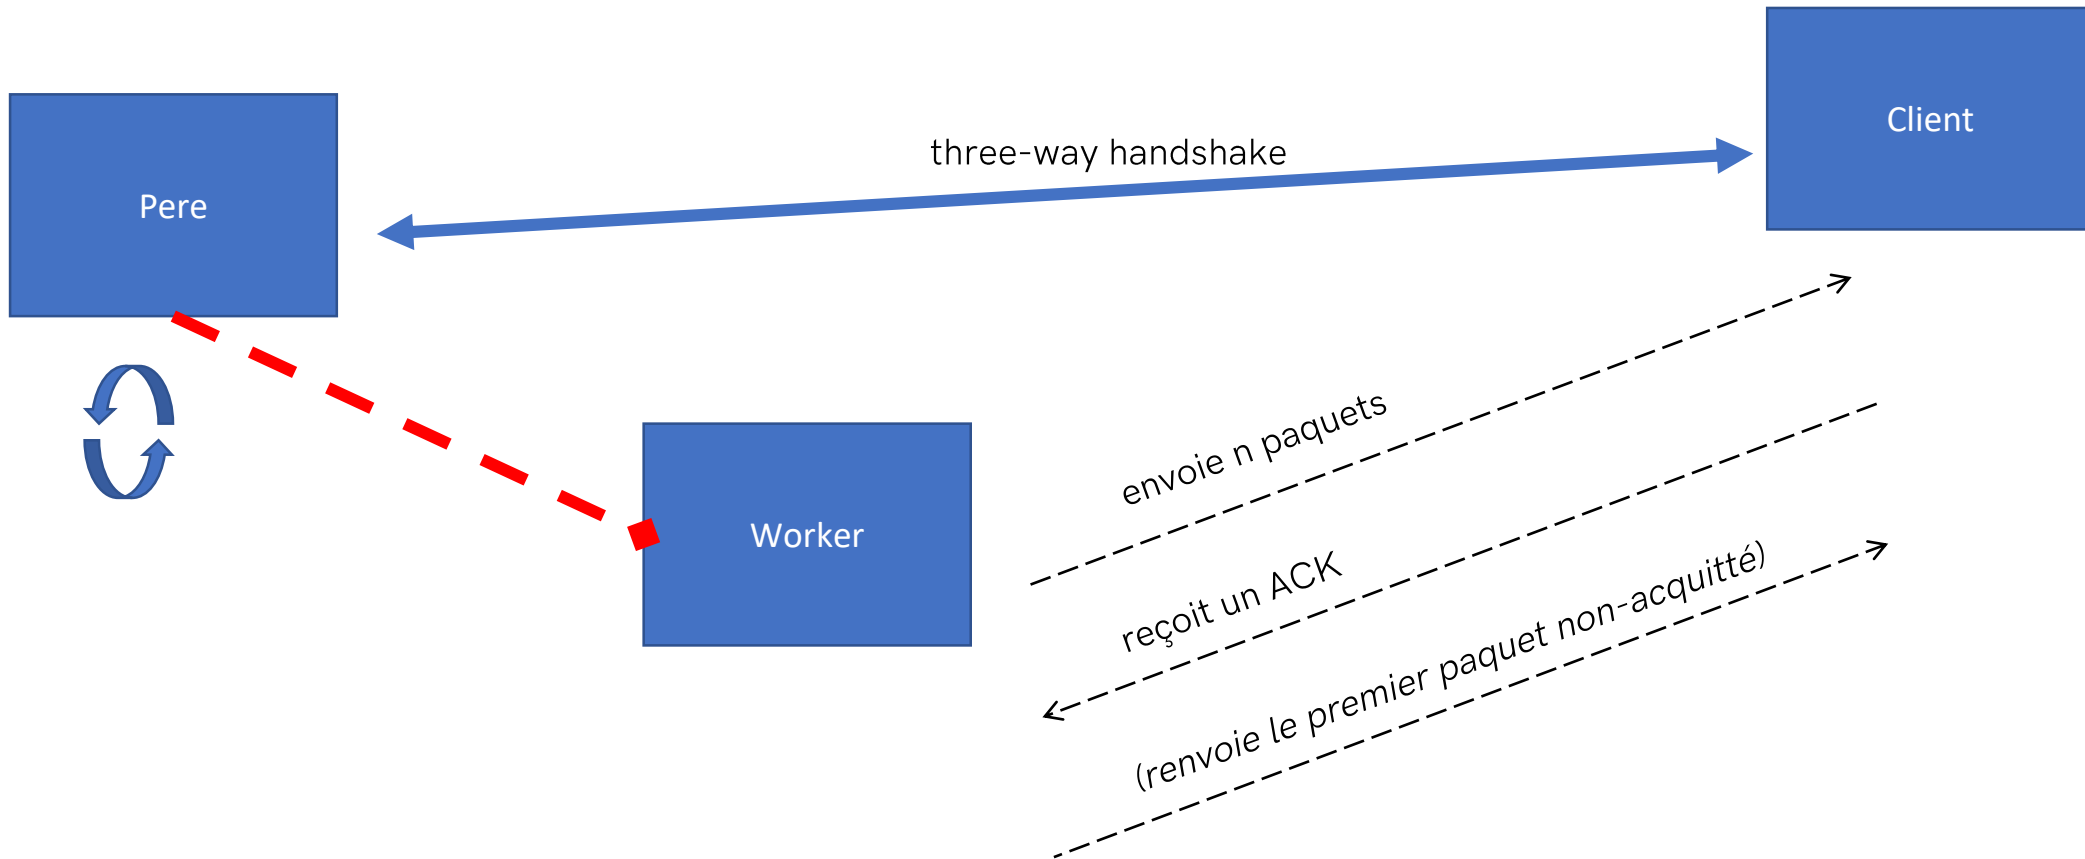 Client
three-way handshake
Pere
envoie n paquets
Worker
reçoit un ACK
(renvoie le premier paquet non-acquitté)